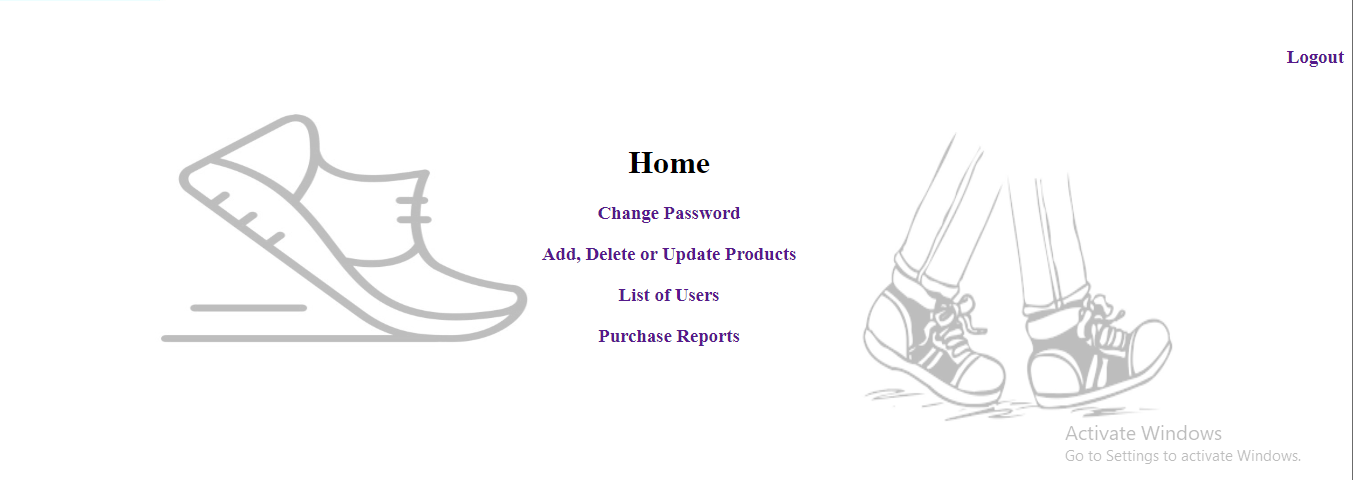 Logout
Home
Change Password
Add, Delete or Update Products
List of Users
Purchase Reports
Activate Windows
Go to Settings to activate Windows.